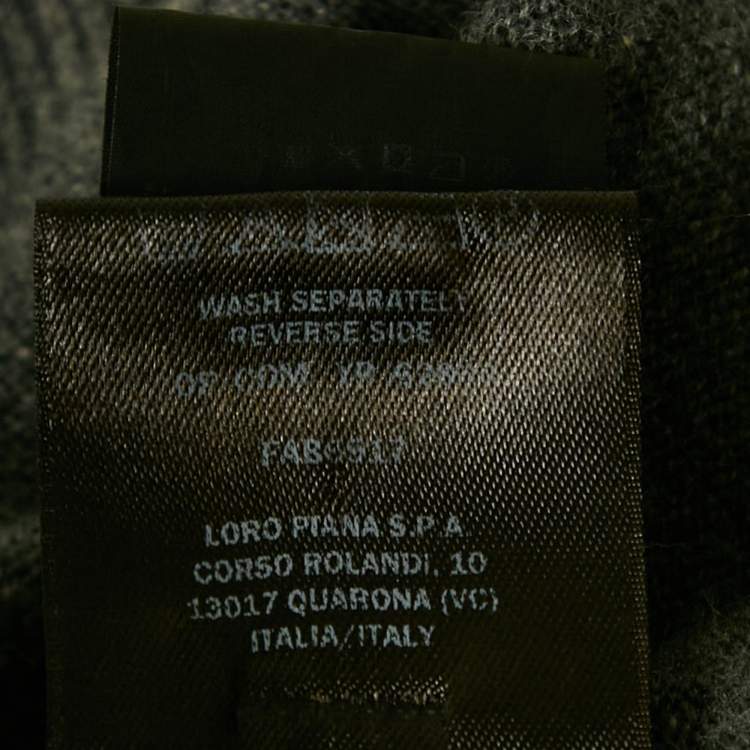 WASH SEPARATELY
REVERSE SIDE
LORO PIANA S.P.A.
CORSO ROLANDI, 10
13017 QUARONA (VC)
ITALIA/ITALY